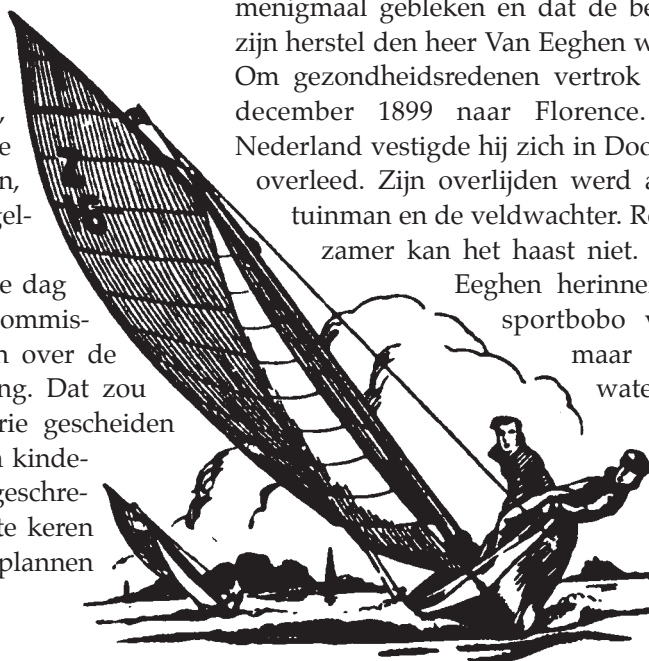 ,
e
n,
gel-
e dag
ommis-
n over de
ng. Dat zou
rie gescheiden
n kinde-
geschre-
te keren
plannen
menigmaal gebleken en dat de be
zijn herstel den heer Van Eeghen w
Om gezondheidsredenen vertrok
december 1899 naar Florence.
Nederland vestigde hij zich in Doo
overleed. Zijn overlijden werd a
tuinman en de veldwachter. R
zamer kan het haast niet.
Eeghen herinner
sportbobo v
maar
wate
Z